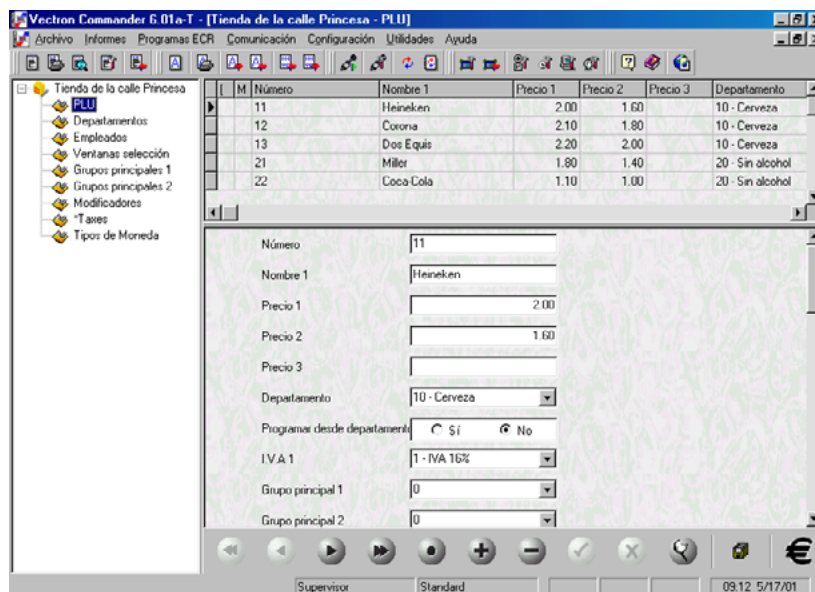 Vectron Commander 6.01a-T - [Tienda de la calle Princesa - PLU]
Archivo Informes Programas ECR Comunicación Configuración Utilidades Ayuda
Tienda de la calle Princesa
PLU
Departamentos
Empleados
Ventanas selección
Grupos principales 1
Grupos principales 2
Modificadores
*Taxes
Tipos de Moneda
[ M Número Nombre 1 Precio 1 Precio 2 Precio 3 Departamento
11 Heineken 2.00 1.60 10 - Cerveza
12 Corona 2.10 1.80 10 - Cerveza
13 Dos Equis 2.20 2.00 10 - Cerveza
21 Miller 1.80 1.40 20 - Sin alcohol
22 Coca-Cola 1.10 1.00 20 - Sin alcohol
Número 11
Nombre 1 Heineken
Precio 1 2.00
Precio 2 1.60
Precio 3
Departamento 10 - Cerveza
Programar desde departamento Sí No
I.V.A 1 1 - IVA 16%
Grupo principal 1 0
Grupo principal 2 0
€
Supervisor Standard 09:12 5/17/01